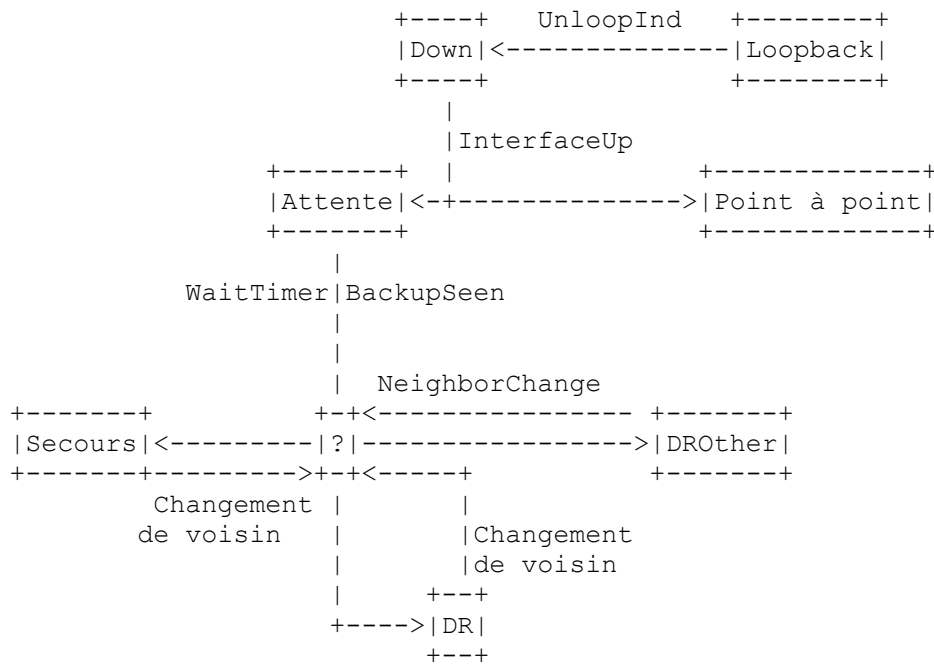 UnloopInd
Down Loopback
InterfaceUp
Attente Point à point
WaitTimer BackupSeen
NeighborChange
Secours ? DROther
Changement
de voisin Changement
de voisin
DR